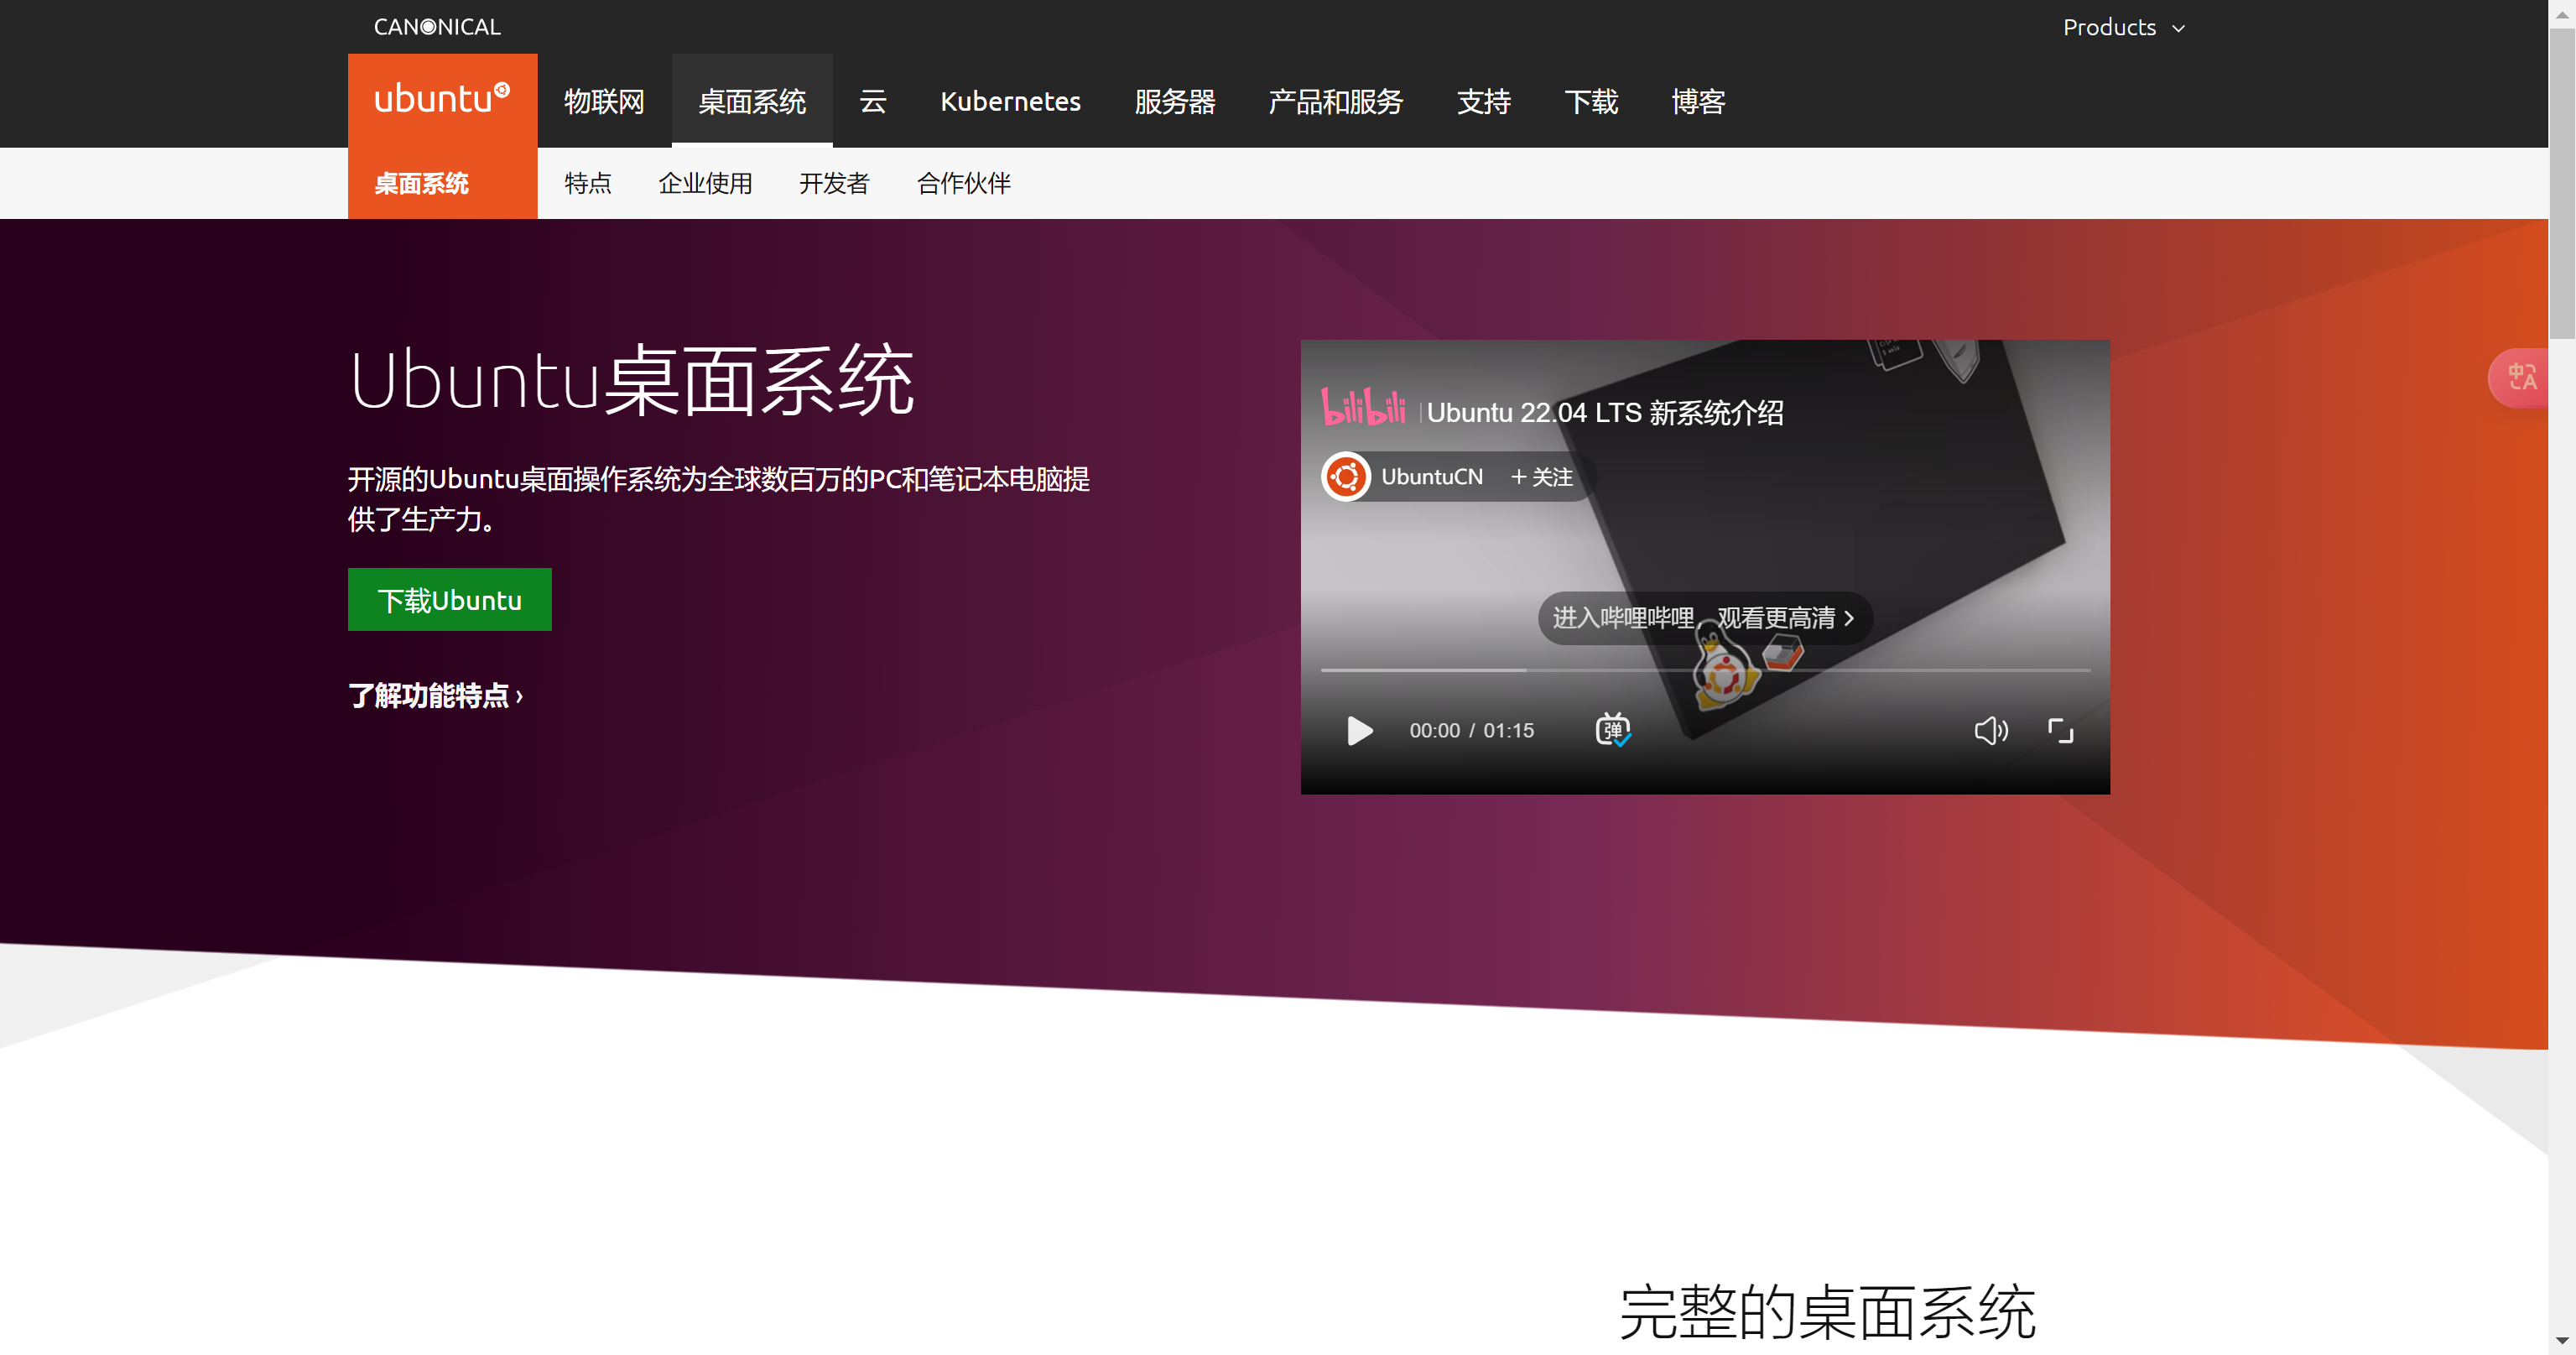 CANONICAL
Products
ubuntu
物联网
桌面系统
云
Kubernetes
服务器
产品和服务
支持
下载
博客
桌面系统
特点
企业使用
开发者
合作伙伴
Ubuntu桌面系统
开源的Ubuntu桌面操作系统为全球数百万的PC和笔记本电脑提
供了生产力。
下载Ubuntu
了解功能特点 ›
bilibili
Ubuntu 22.04 LTS 新系统介绍
UbuntuCN
+ 关注
进入哔哩哔哩，观看更高清
00:00 / 01:15
弹
中 A
完整的桌面系统